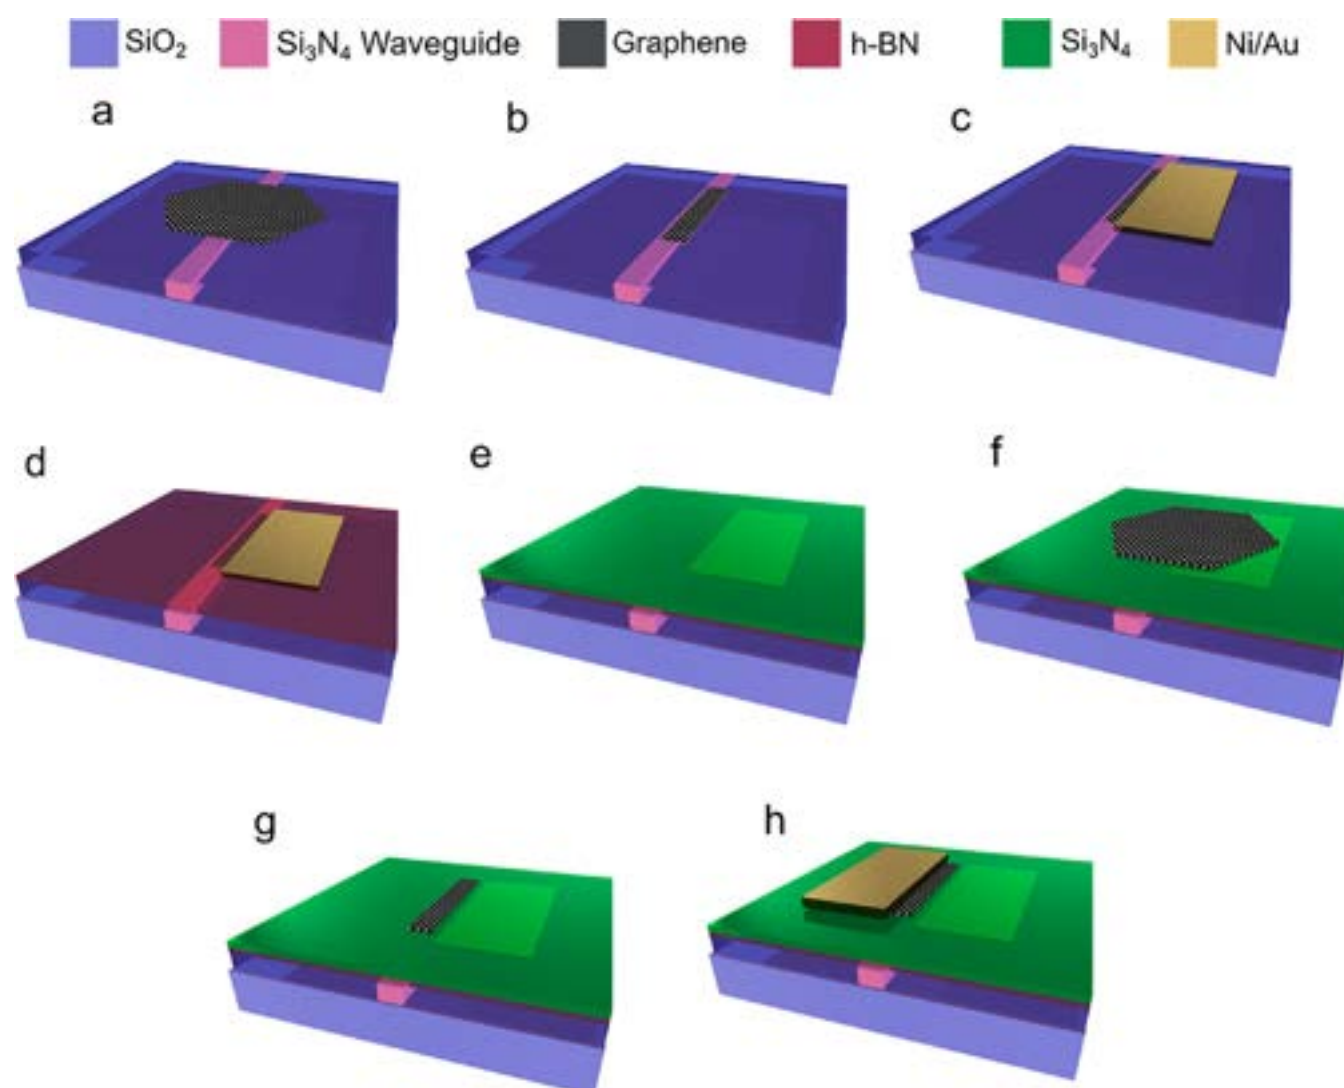 SiO₂ Si₃N₄ Waveguide Graphene h-BN Si₃N₄ Ni/Au
a b c
d e f
g h